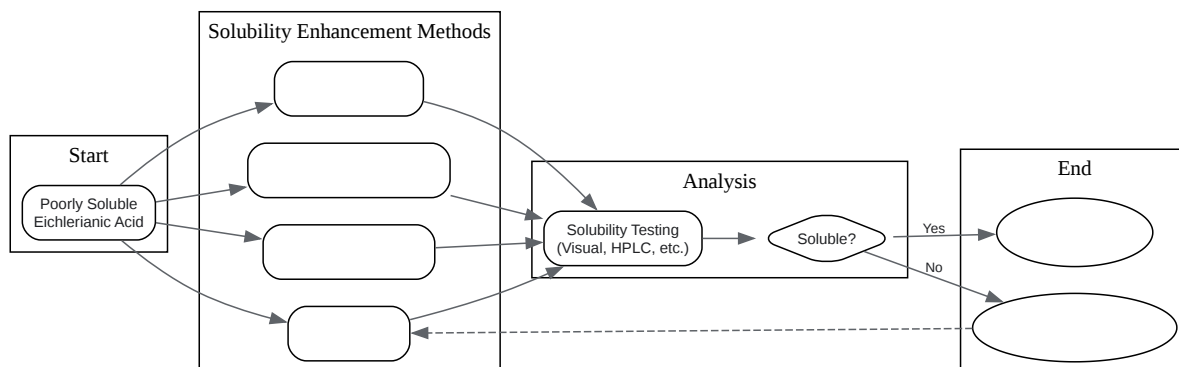 Solubility Enhancement Methods
Start
Poorly Soluble
Eichlerianic Acid
Analysis
Solubility Testing
(Visual, HPLC, etc.)
Soluble?
Yes
No
End